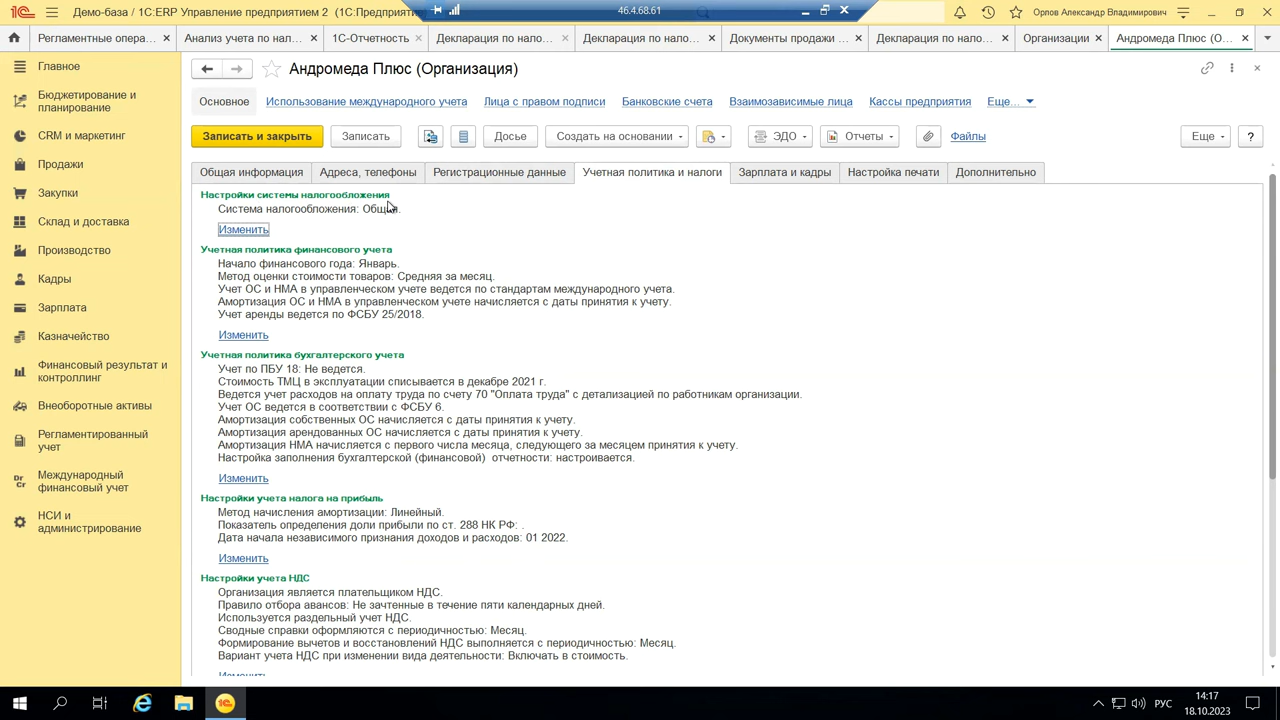 Демо-база / 1С:ERP Управление предприятием 2 (1С:Предприятие
46.4.68.61
Орлов Александр Владимирович
Регламентные опера...
Анализ учета по нал...
1С-Отчетность
Декларация по нало...
Декларация по нало...
Документы продажи ...
Декларация по нало...
Организации
Андромеда Плюс (О...
Главное
Бюджетирование и
планирование
CRM и маркетинг
Продажи
Закупки
Склад и доставка
Производство
Кадры
Зарплата
Казначейство
Финансовый результат и
контроллинг
Внеоборотные активы
Регламентированный
учет
Международный
финансовый учет
НСИ и
администрирование
Андромеда Плюс (Организация)
Основное
Использование международного учета
Лица с правом подписи
Банковские счета
Взаимозависимые лица
Кассы предприятия
Еще...
Записать и закрыть
Записать
Досье
Создать на основании
ЭДО
Отчеты
Файлы
Еще
?
Общая информация
Адреса, телефоны
Регистрационные данные
Учетная политика и налоги
Зарплата и кадры
Настройка печати
Дополнительно
Настройки системы налогообложения
Система налогообложения: Общая.
Изменить
Учетная политика финансового учета
Начало финансового года: Январь.
Метод оценки стоимости товаров: Средняя за месяц.
Учет ОС и НМА в управленческом учете ведется по стандартам международного учета.
Амортизация ОС и НМА в управленческом учете начисляется с даты принятия к учету.
Учет аренды ведется по ФСБУ 25/2018.
Изменить
Учетная политика бухгалтерского учета
Учет по ПБУ 18: Не ведется.
Стоимость ТМЦ в эксплуатации списывается в декабре 2021 г.
Ведется учет расходов на оплату труда по счету 70 "Оплата труда" с детализацией по работникам организации.
Учет ОС ведется в соответствии с ФСБУ 6.
Амортизация собственных ОС начисляется с даты принятия к учету.
Амортизация арендованных ОС начисляется с даты принятия к учету.
Амортизация НМА начисляется с первого числа месяца, следующего за месяцем принятия к учету.
Настройка заполнения бухгалтерской (финансовой) отчетности: настроивается.
Изменить
Настройки учета налога на прибыль
Метод начисления амортизации: Линейный.
Показатель определения доли прибыли по ст. 288 НК РФ: .
Дата начала независимого признания доходов и расходов: 01 2022.
Изменить
Настройки учета НДС
Организация является плательщиком НДС.
Правило отбора авансов: Не зачтенные в течение пяти календарных дней.
Используется раздельный учет НДС.
Сводные справки оформляются с периодичностью: Месяц.
Формирование вычетов и восстановлений НДС выполняется с периодичностью: Месяц.
Вариант учета НДС при изменении вида деятельности: Включать в стоимость.
Изменить
РУС
14:17
18.10.2023